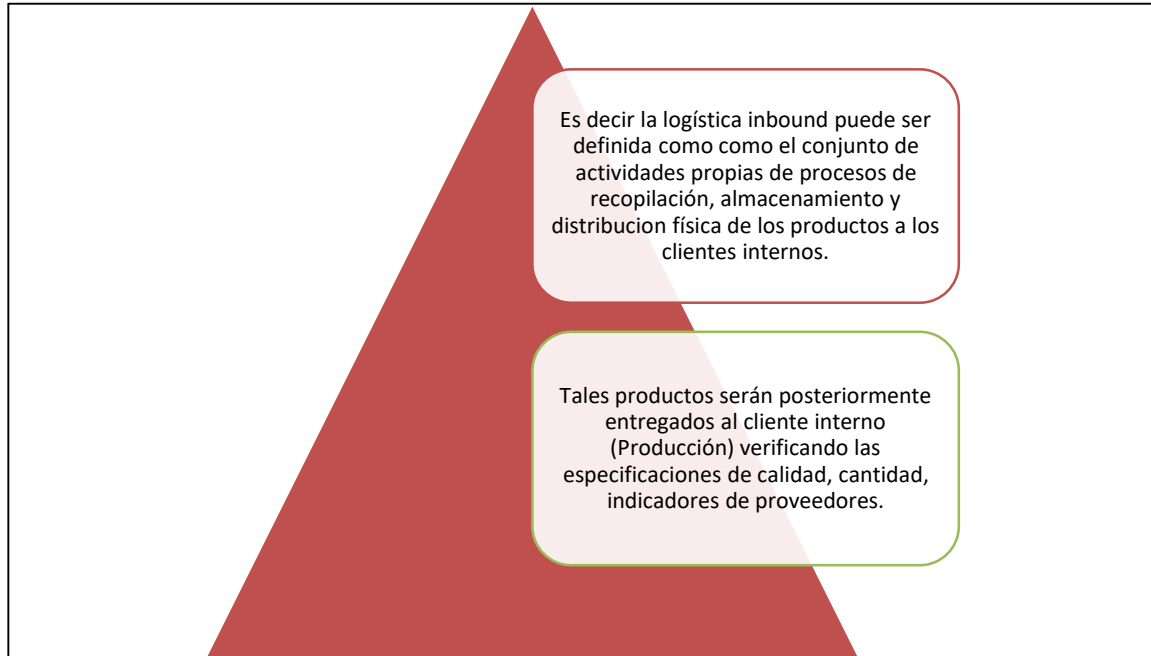 Es decir la logística inbound puede ser
definida como como el conjunto de
actividades propias de procesos de
recopilación, almacenamiento y
distribucion física de los productos a los
clientes internos.
Tales productos serán posteriormente
entregados al cliente interno
(Producción) verificando las
especificaciones de calidad, cantidad,
indicadores de proveedores.